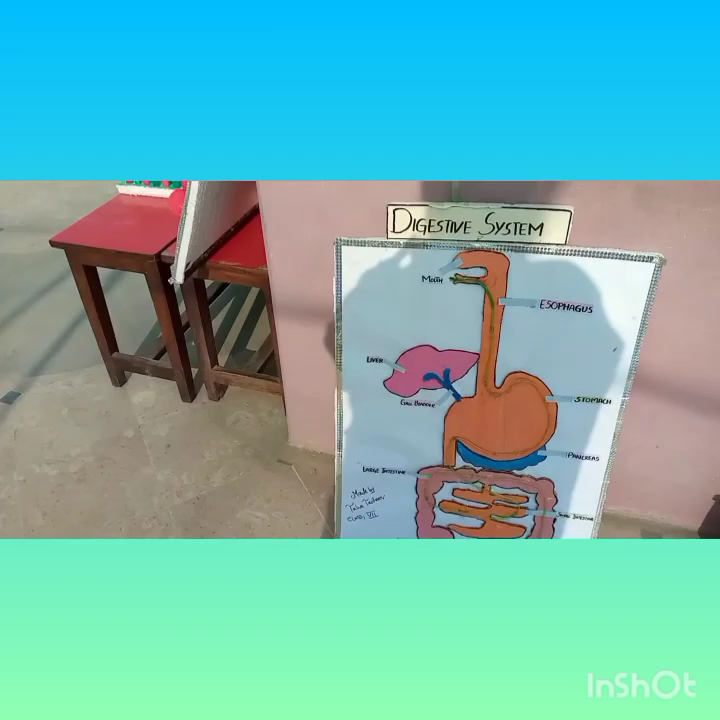 DIGESTIVE SYSTEM
MOUTH
ESOPHAGUS
LIVER
GALL BLADDER
STOMACH
PANCREAS
LARGE INTESTINE
SMALL INTESTINE
Made by
Class, VII
InShOt